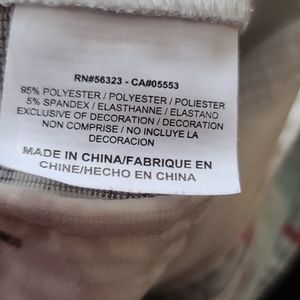 RN#56323 - CA#05553
95% POLYESTER / POLYESTER / POLIESTER
5% SPANDEX / ELASTHANNE / ELASTANO
EXCLUSIVE OF DECORATION / DECORATION
NON COMPRISE / NO INCLUYE LA
DECORACION
MADE IN CHINA/FABRIQUE EN
CHINE/HECHO EN CHINA